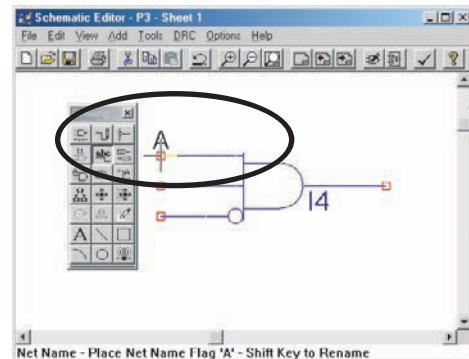 Schematic Editor - P3 - Sheet 1
File Edit View Add Tools DRC Options Help
A
abc
I4
A
Net Name - Place Net Name Flag 'A' - Shift Key to Rename